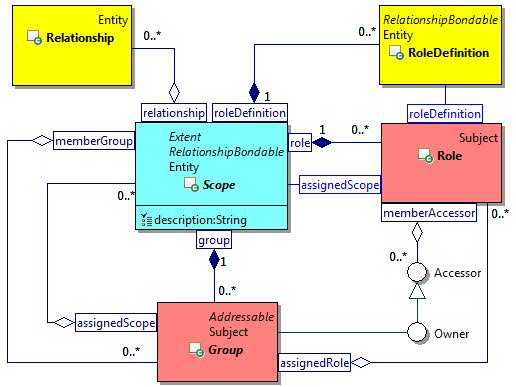 Entity
Relationship
0..*
RelationshipBondable
Entity
RoleDefinition
0..*
1
relationship
roleDefinition
roleDefinition
memberGroup
Extent
RelationshipBondable
Entity
Scope
description:String
role
1
0..*
Subject
Role
assignedScope
0..*
memberAccessor
0..*
group
1
0..*
0..*
Accessor
assignedScope
Addressable
Subject
Group
Owner
0..*
assignedRole